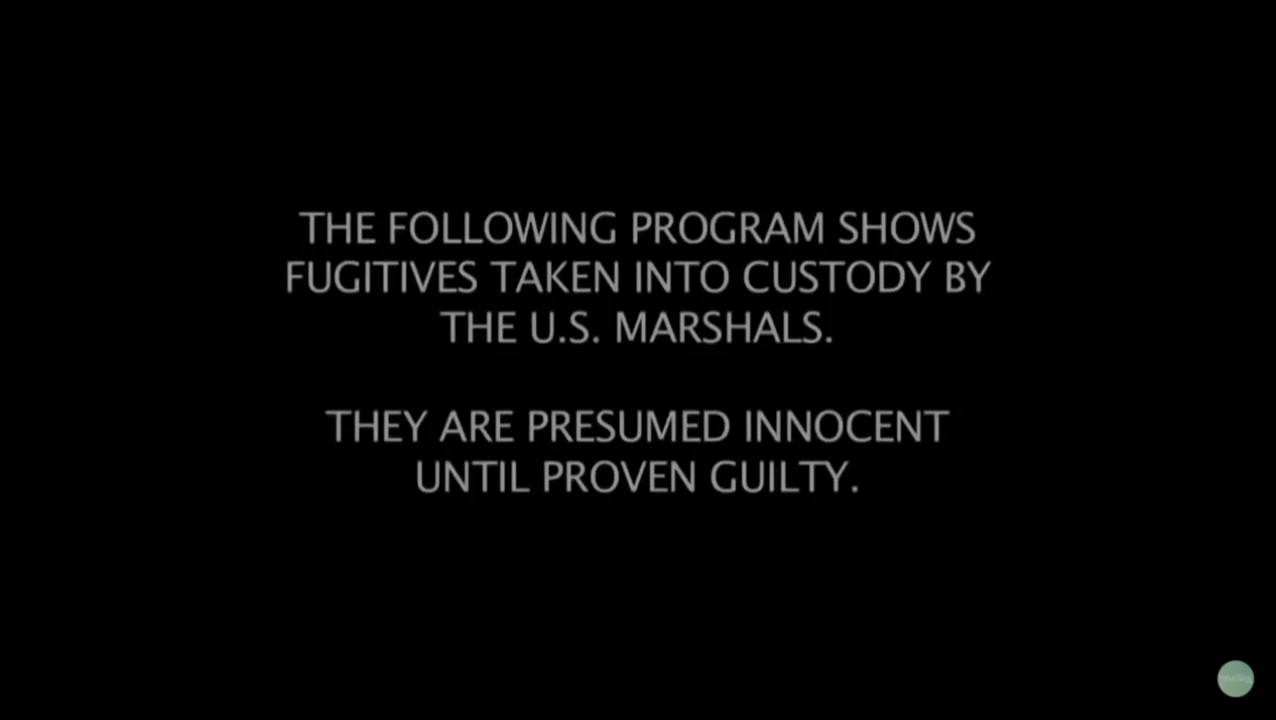 THE FOLLOWING PROGRAM SHOWS
FUGITIVES TAKEN INTO CUSTODY BY
THE U.S. MARSHALS.
THEY ARE PRESUMED INNOCENT
UNTIL PROVEN GUILTY.